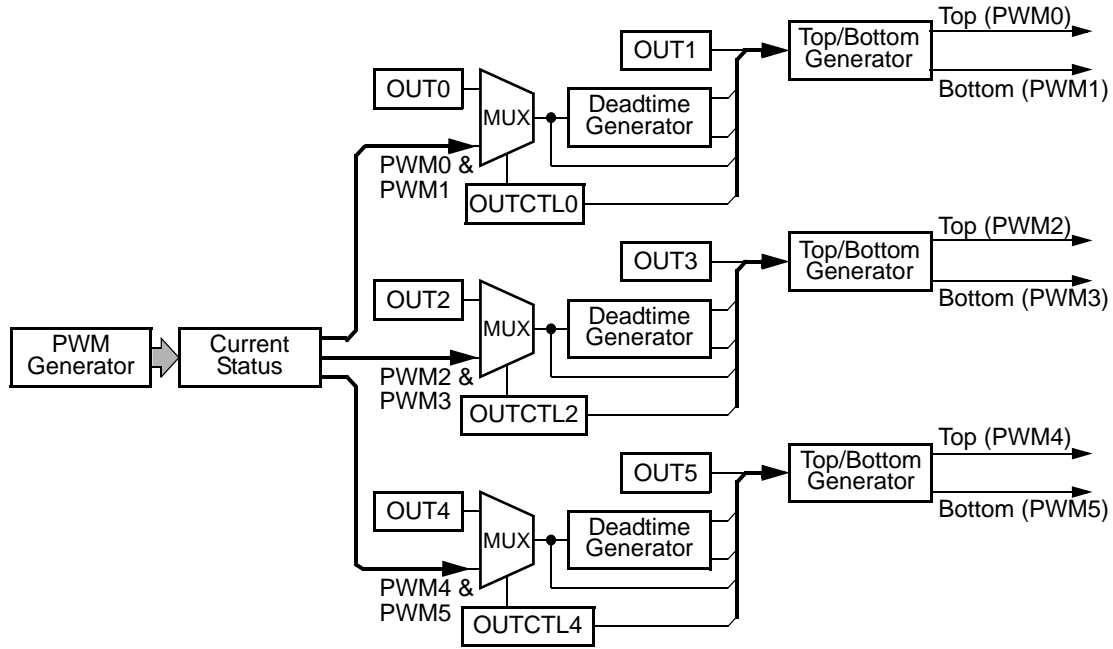 Top (PWM0)
OUT1
Top/Bottom
Generator
Bottom (PWM1)
OUT0
MUX
Deadtime
Generator
PWM0 &
PWM1
OUTCTL0
Top (PWM2)
OUT3
Top/Bottom
Generator
Bottom (PWM3)
OUT2
MUX
Deadtime
Generator
PWM
Generator
Current
Status
PWM2 &
PWM3
OUTCTL2
Top (PWM4)
OUT5
Top/Bottom
Generator
Bottom (PWM5)
OUT4
MUX
Deadtime
Generator
PWM4 &
PWM5
OUTCTL4